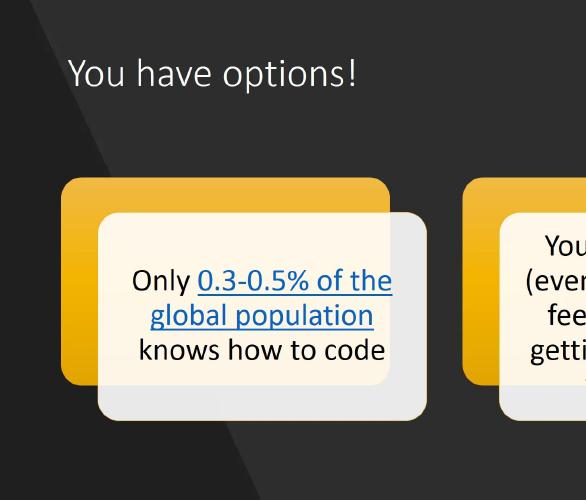 You have options!
Only 0.3-0.5% of the
global population
knows how to code
You
(ever
fee
getti